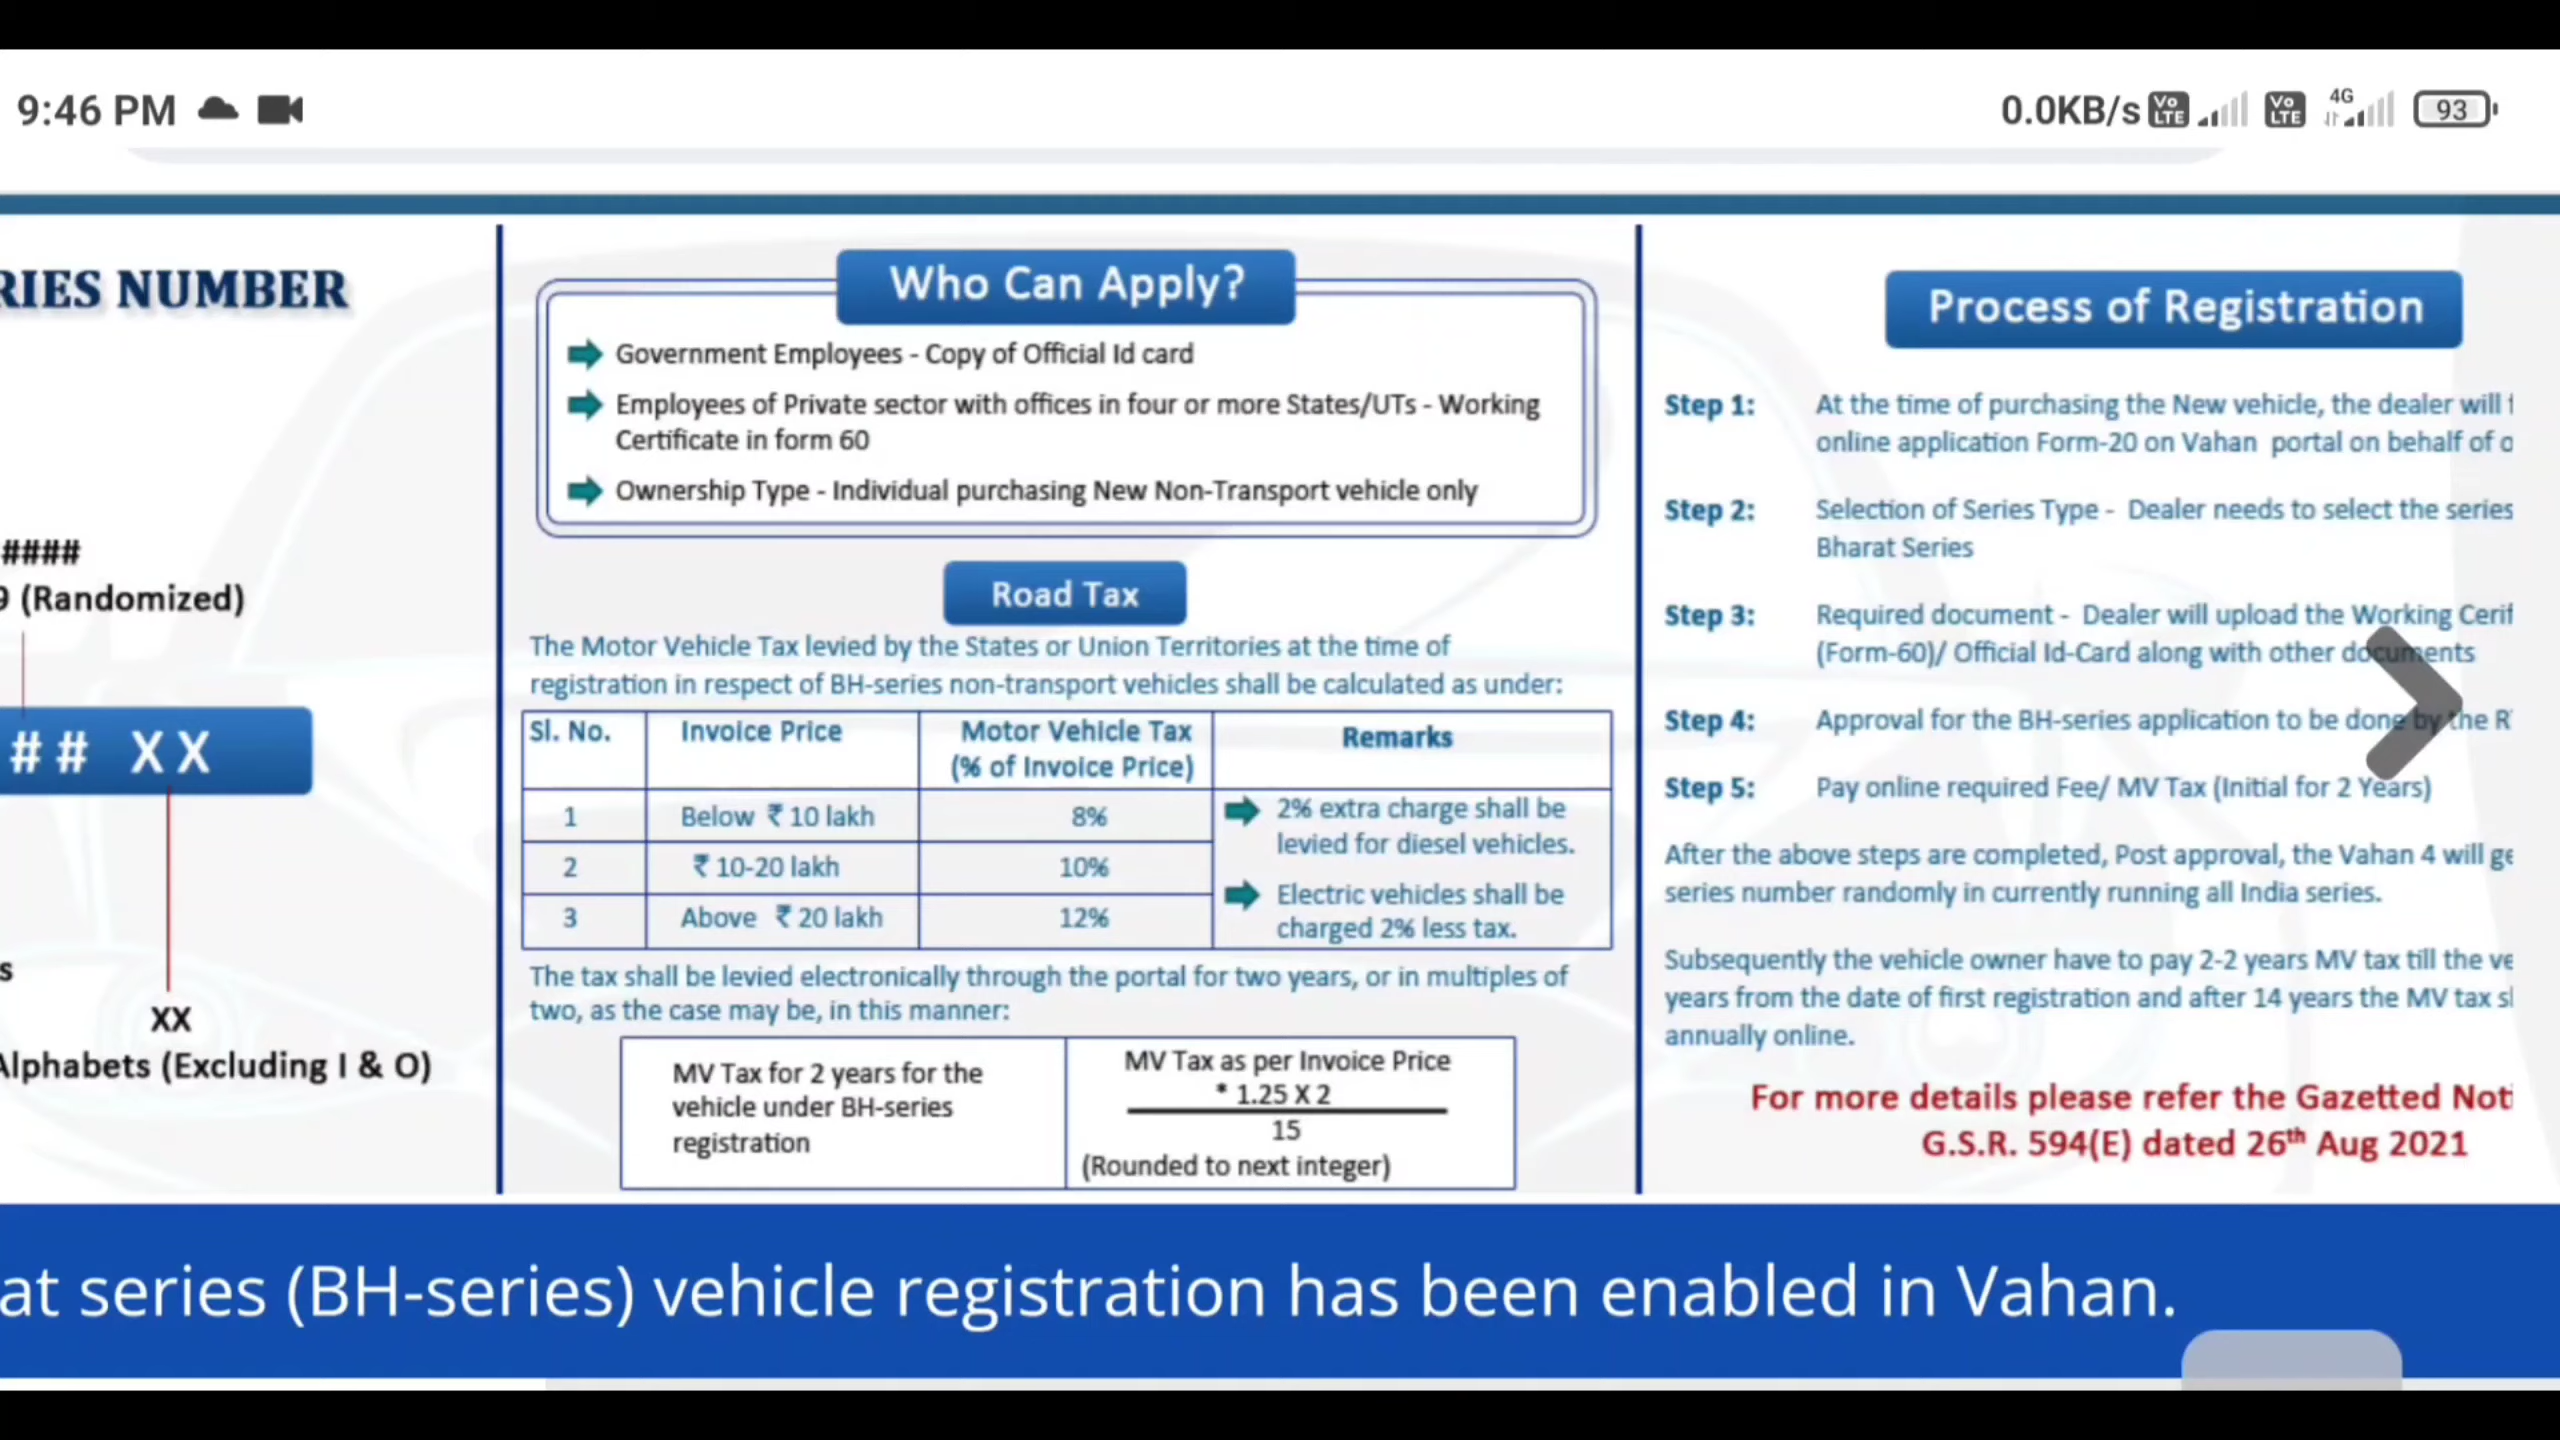 9:46 PM
0.0KB/s Vo LTE Vo LTE 4G 93
RIES NUMBER
####
9 (Randomized)
## XX
s
XX
Alphabets (Excluding I & O)
Who Can Apply?
Government Employees - Copy of Official Id card
Employees of Private sector with offices in four or more States/UTs - Working
Certificate in form 60
Ownership Type - Individual purchasing New Non-Transport vehicle only
Road Tax
The Motor Vehicle Tax levied by the States or Union Territories at the time of
registration in respect of BH-series non-transport vehicles shall be calculated as under:
Sl. No. Invoice Price Motor Vehicle Tax Remarks
(% of Invoice Price)
1 Below ₹ 10 lakh 8%
2 ₹ 10-20 lakh 10%
3 Above ₹ 20 lakh 12%
2% extra charge shall be
levied for diesel vehicles.
Electric vehicles shall be
charged 2% less tax.
The tax shall be levied electronically through the portal for two years, or in multiples of
two, as the case may be, in this manner:
MV Tax for 2 years for the
vehicle under BH-series
registration
MV Tax as per Invoice Price
* 1.25 X 2
15
(Rounded to next integer)
Process of Registration
Step 1: At the time of purchasing the New vehicle, the dealer will
online application Form-20 on Vahan portal on behalf of o
Step 2: Selection of Series Type - Dealer needs to select the series
Bharat Series
Step 3: Required document - Dealer will upload the Working Cerif
(Form-60)/ Official Id-Card along with other documents
Step 4: Approval for the BH-series application to be done by the R
Step 5: Pay online required Fee/ MV Tax (Initial for 2 Years)
After the above steps are completed, Post approval, the Vahan 4 will ge
series number randomly in currently running all India series.
Subsequently the vehicle owner have to pay 2-2 years MV tax till the ve
years from the date of first registration and after 14 years the MV tax s
annually online.
For more details please refer the Gazetted Noti
G.S.R. 594(E) dated 26th Aug 2021
at series (BH-series) vehicle registration has been enabled in Vahan.